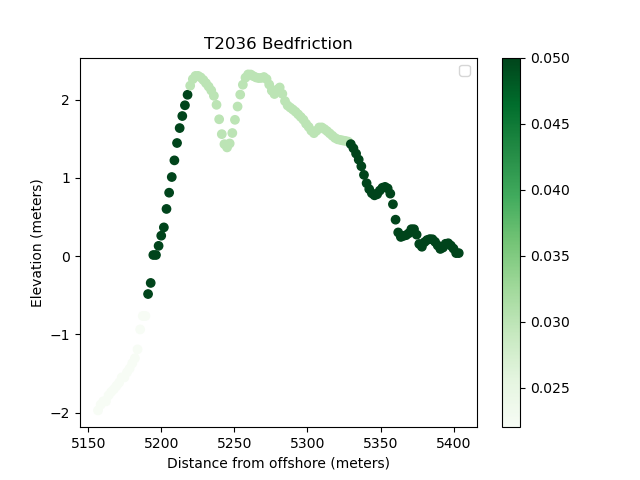 T2036 Bedfriction
Elevation (meters)
2
1
0
−1
−2
5150 5200 5250 5300 5350 5400
Distance from offshore (meters)
0.050
0.045
0.040
0.035
0.030
0.025